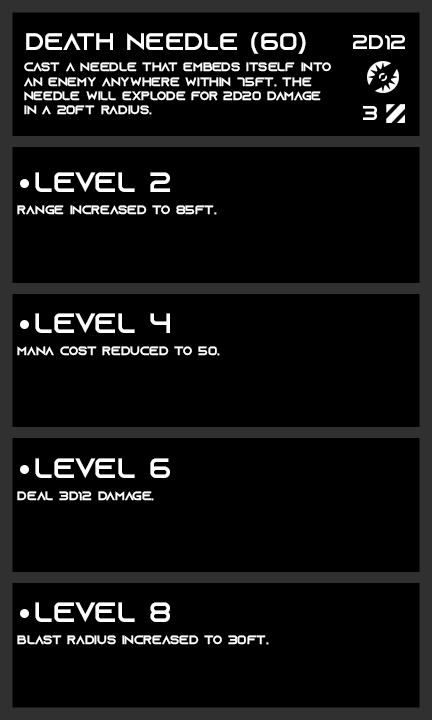 DEATH NEEDLE (60)
2D12
CAST A NEEDLE THAT EMBEDS ITSELF INTO
AN ENEMY ANYWHERE WITHIN 75FT. THE
NEEDLE WILL EXPLODE FOR 2D20 DAMAGE
IN A 20FT RADIUS.
3
•LEVEL 2
RANGE INCREASED TO 85FT.
•LEVEL 4
MANA COST REDUCED TO 50.
•LEVEL 6
DEAL 3D12 DAMAGE.
•LEVEL 8
BLAST RADIUS INCREASED TO 30FT.